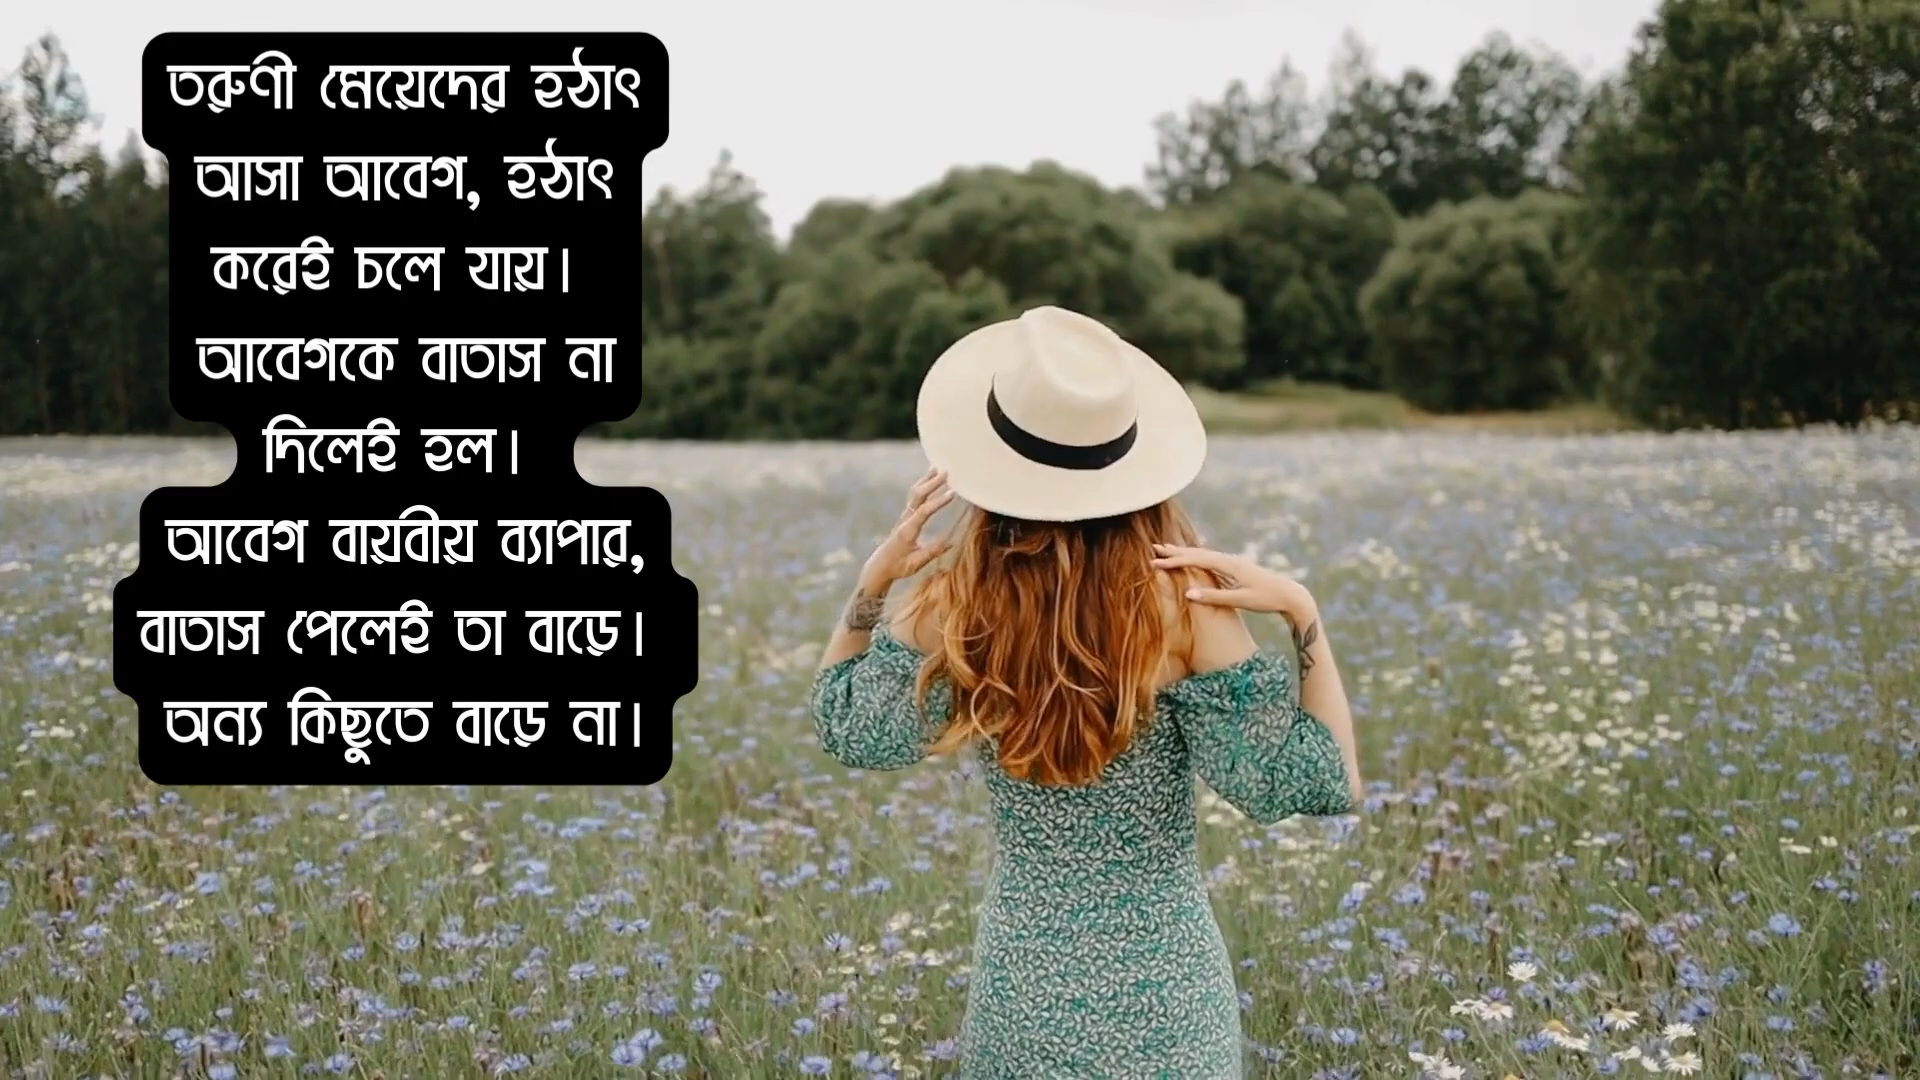 তরুণী মেয়েদের হঠাৎ
আসা আবেগ, হঠাৎ
করেই চলে যায়।
আবেগকে বাতাস না
দিলেই হল।
আবেগ বায়বীয় ব্যাপার,
বাতাস পেলেই তা বাড়ে।
অন্য কিছুতে বাড়ে না।